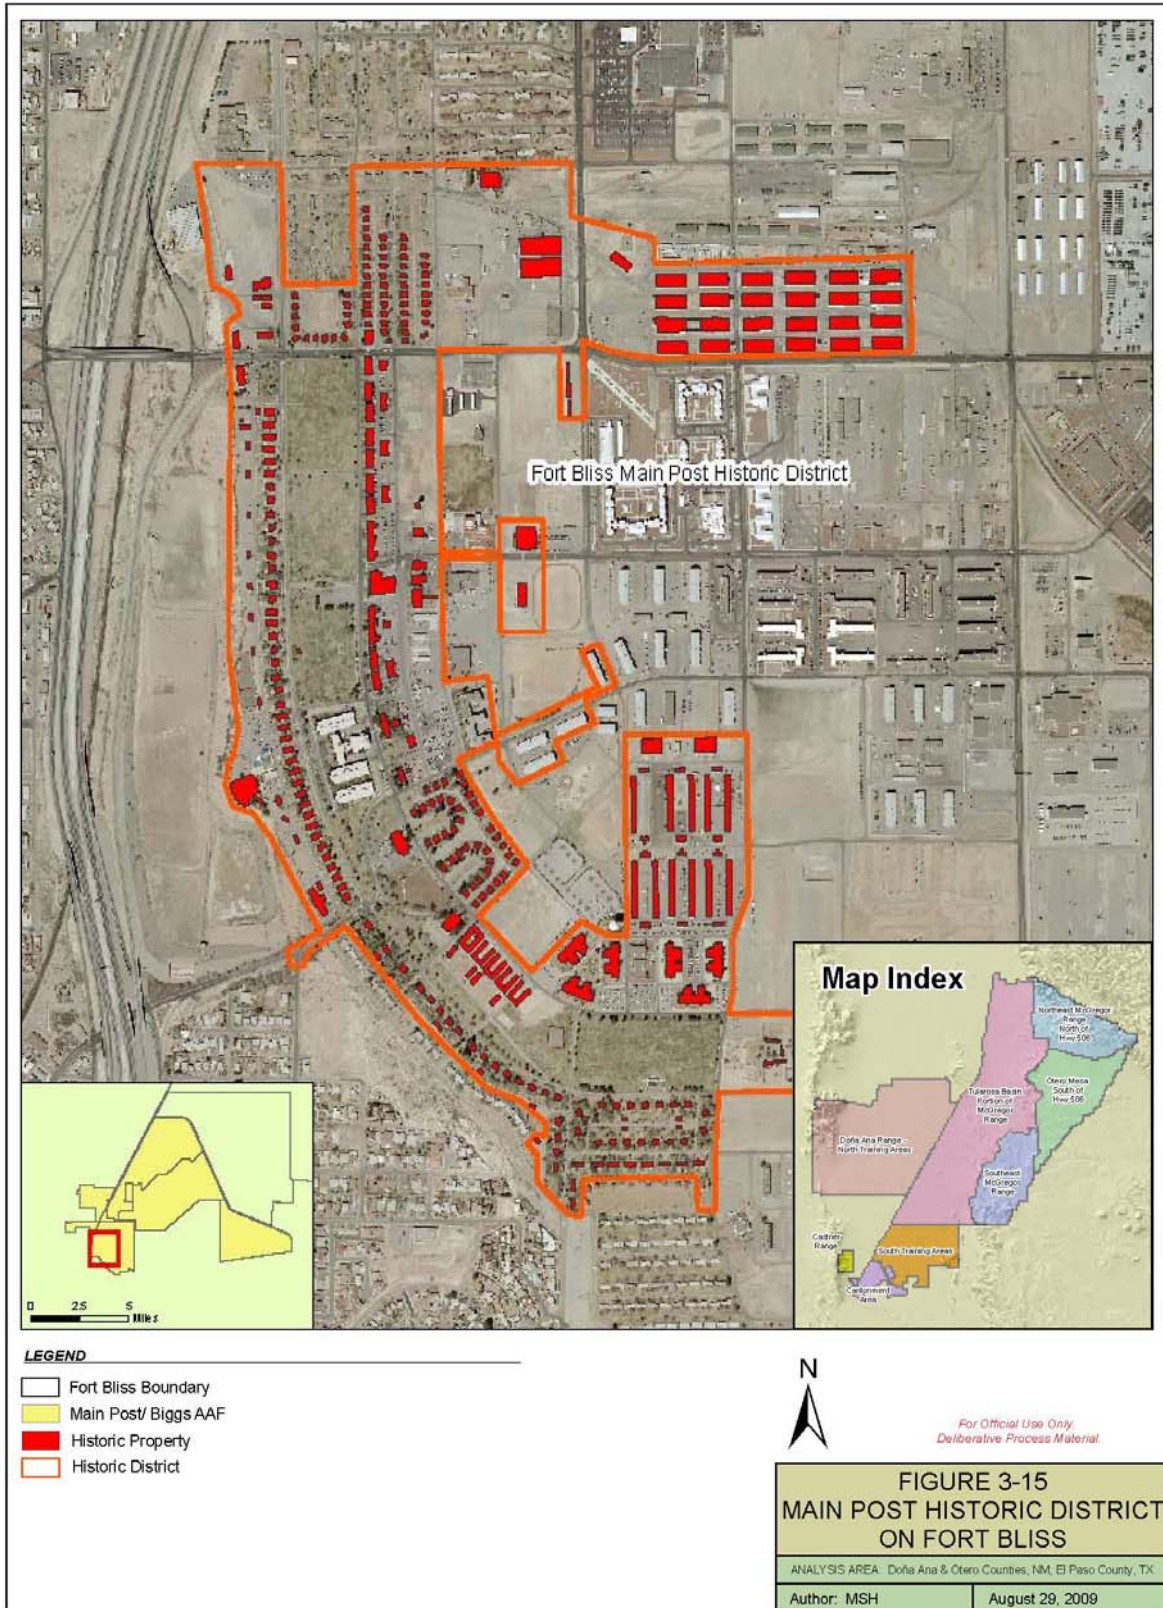 Fort Bliss Main Post Historic District
Map Index
Northeast McGregor
Range
North of
Hwy 506
Tularosa Basin
Portion of
McGregor
Range
Otero Mesa
South of
Hwy 506
Doña Ana Range
North Training Areas
Southeast
McGregor
Range
Castner
Range
South Training Areas
Cantonment
Area
0 2.5 5
Miles
LEGEND
Fort Bliss Boundary
Main Post/ Biggs AAF
Historic Property
Historic District
N
For Official Use Only.
Deliberative Process Material.
FIGURE 3-15
MAIN POST HISTORIC DISTRICT
ON FORT BLISS
ANALYSIS AREA: Doña Ana & Otero Counties, NM, El Paso County, TX
Author: MSH
August 29, 2009